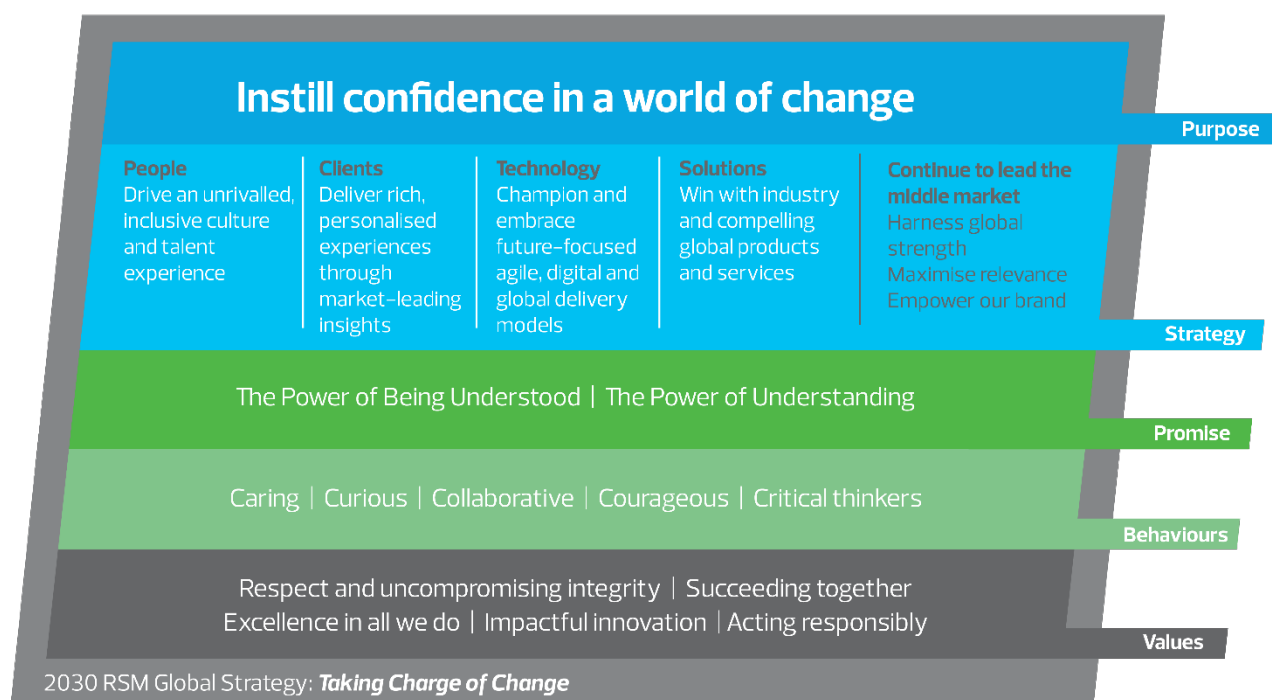 Instill confidence in a world of change
Purpose
People
Drive an unrivalled,
inclusive culture
and talent
experience
Clients
Deliver rich,
personalised
experiences
through
market-leading
insights
Technology
Champion and
embrace
future-focused
agile, digital and
global delivery
models
Solutions
Win with industry
and compelling
global products
and services
Continue to lead the
middle market
Harness global
strength
Maximise relevance
Empower our brand
Strategy
The Power of Being Understood | The Power of Understanding
Promise
Caring | Curious | Collaborative | Courageous | Critical thinkers
Behaviours
Respect and uncompromising integrity | Succeeding together
Excellence in all we do | Impactful innovation | Acting responsibly
Values
2030 RSM Global Strategy: Taking Charge of Change